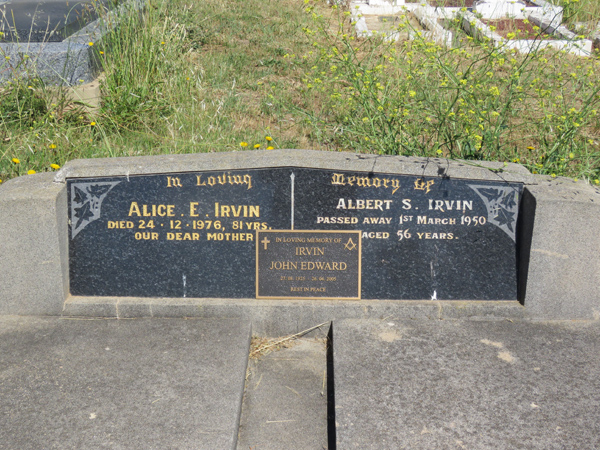 In Loving Memory Of
ALICE . E . IRVIN
DIED 24 · 12 · 1976, 81 YRS.
OUR DEAR MOTHER
ALBERT S. IRVIN
PASSED AWAY 1ST MARCH 1950
AGED 56 YEARS.
IN LOVING MEMORY OF
IRVIN
JOHN EDWARD
REST IN PEACE